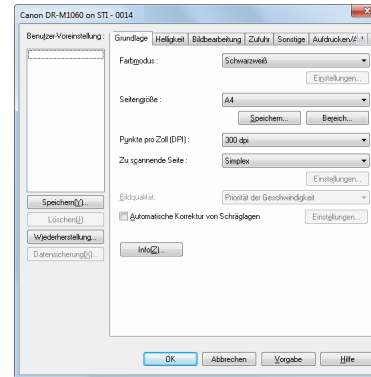 Canon DR-M1060 on STI - 0014
Benutzer-Voreinstellung :
Speichern(Y)...
Löschen(J)
Wiederherstellung...
Datensicherung(X)...
Grundlage Helligkeit Bildbearbeitung Zufuhr Sonstige Aufdrucken/A
Farbmodus : Schwarzweiß
Einstellungen...
Seitengröße : A4
Speichern... Bereich...
Punkte pro Zoll (DPI) : 300 dpi
Zu scannende Seite : Simplex
Einstellungen...
Bildqualität: Priorität der Geschwindigkeit
Automatische Korrektur von Schräglagen Einstellungen...
Info(Z)...
OK Abbrechen Vorgabe Hilfe